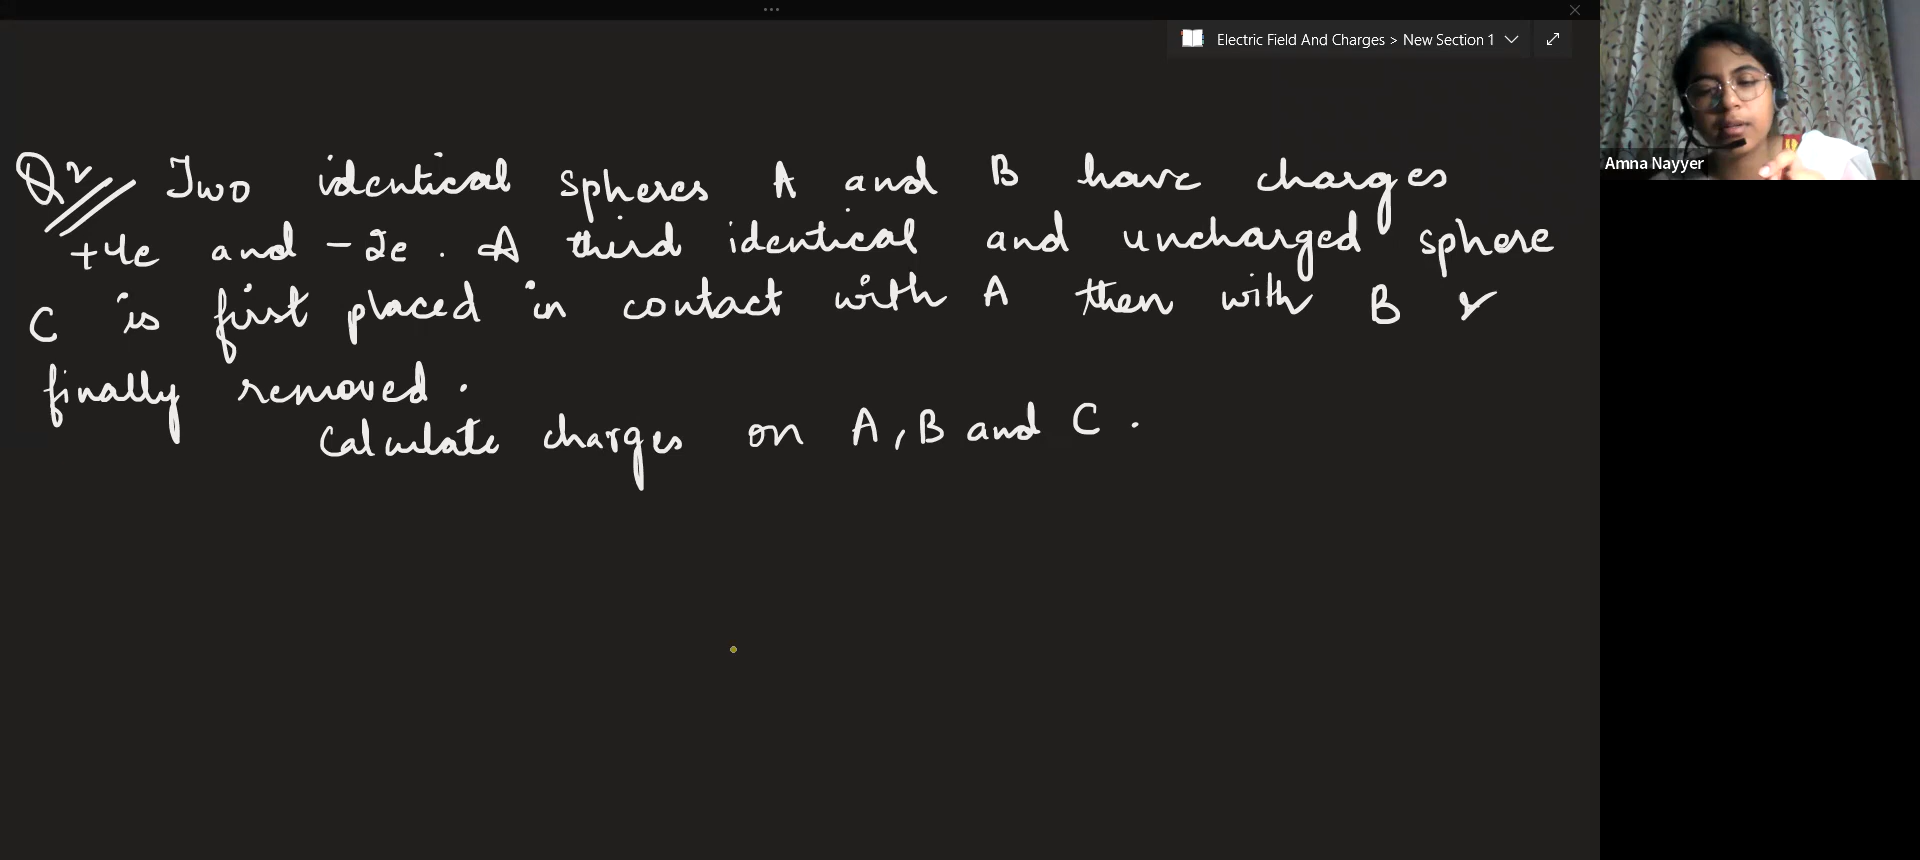 Electric Field And Charges > New Section 1
Amna Nayyer
Q2 Two identical spheres A and B have charges
+4e and -2e. A third identical and uncharged sphere
C is first placed in contact with A then with B &
finally removed.
Calculate charges on A, B and C.